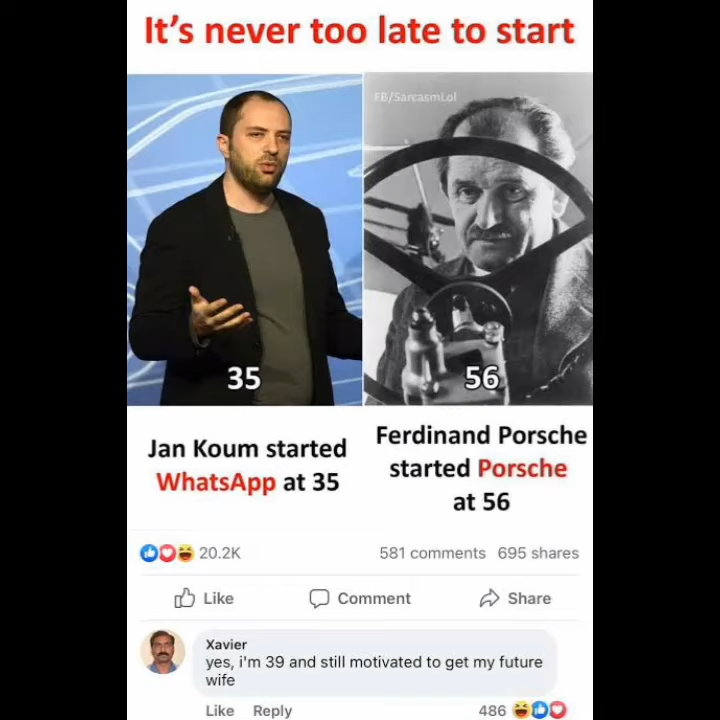 It's never too late to start
FB/SarcasmLol
35
56
Jan Koum started
WhatsApp at 35
Ferdinand Porsche
started Porsche
at 56
20.2K
581 comments 695 shares
Like
Comment
Share
Xavier
yes, i'm 39 and still motivated to get my future
wife
Like Reply
486